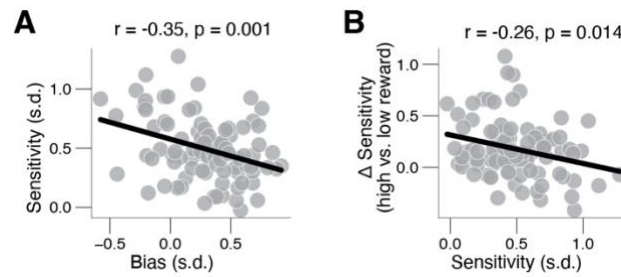 A
r = -0.35, p = 0.001
Sensitivity (s.d.)
1.0
0.5
0.0
−0.5
0.0
0.5
Bias (s.d.)
B
r = -0.26, p = 0.014
Δ Sensitivity
(high vs. low reward)
1.0
0.5
0.0
0.0
0.5
1.0
Sensitivity (s.d.)